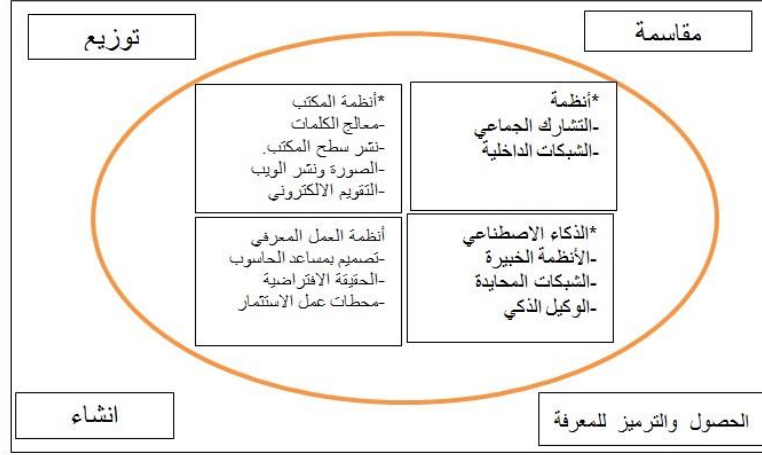 مقاسمة
توزيع
*أنظمة
-التشارك الجماعي
-الشبكات الداخلية
*أنظمة المكتب
-معالج الكلمات
-نشر سطح المكتب.
-الصورة ونشر الويب
-التقويم الالكتروني
*الذكاء الاصطناعي
-الأنظمة الخبيرة
-الشبكات المحايدة
-الوكيل الذكي
أنظمة العمل المعرفي
-تصميم بمساعد الحاسوب
-الحقيقة الافتراضية
-محطات عمل الاستثمار
الحصول والترميز للمعرفة
انشاء